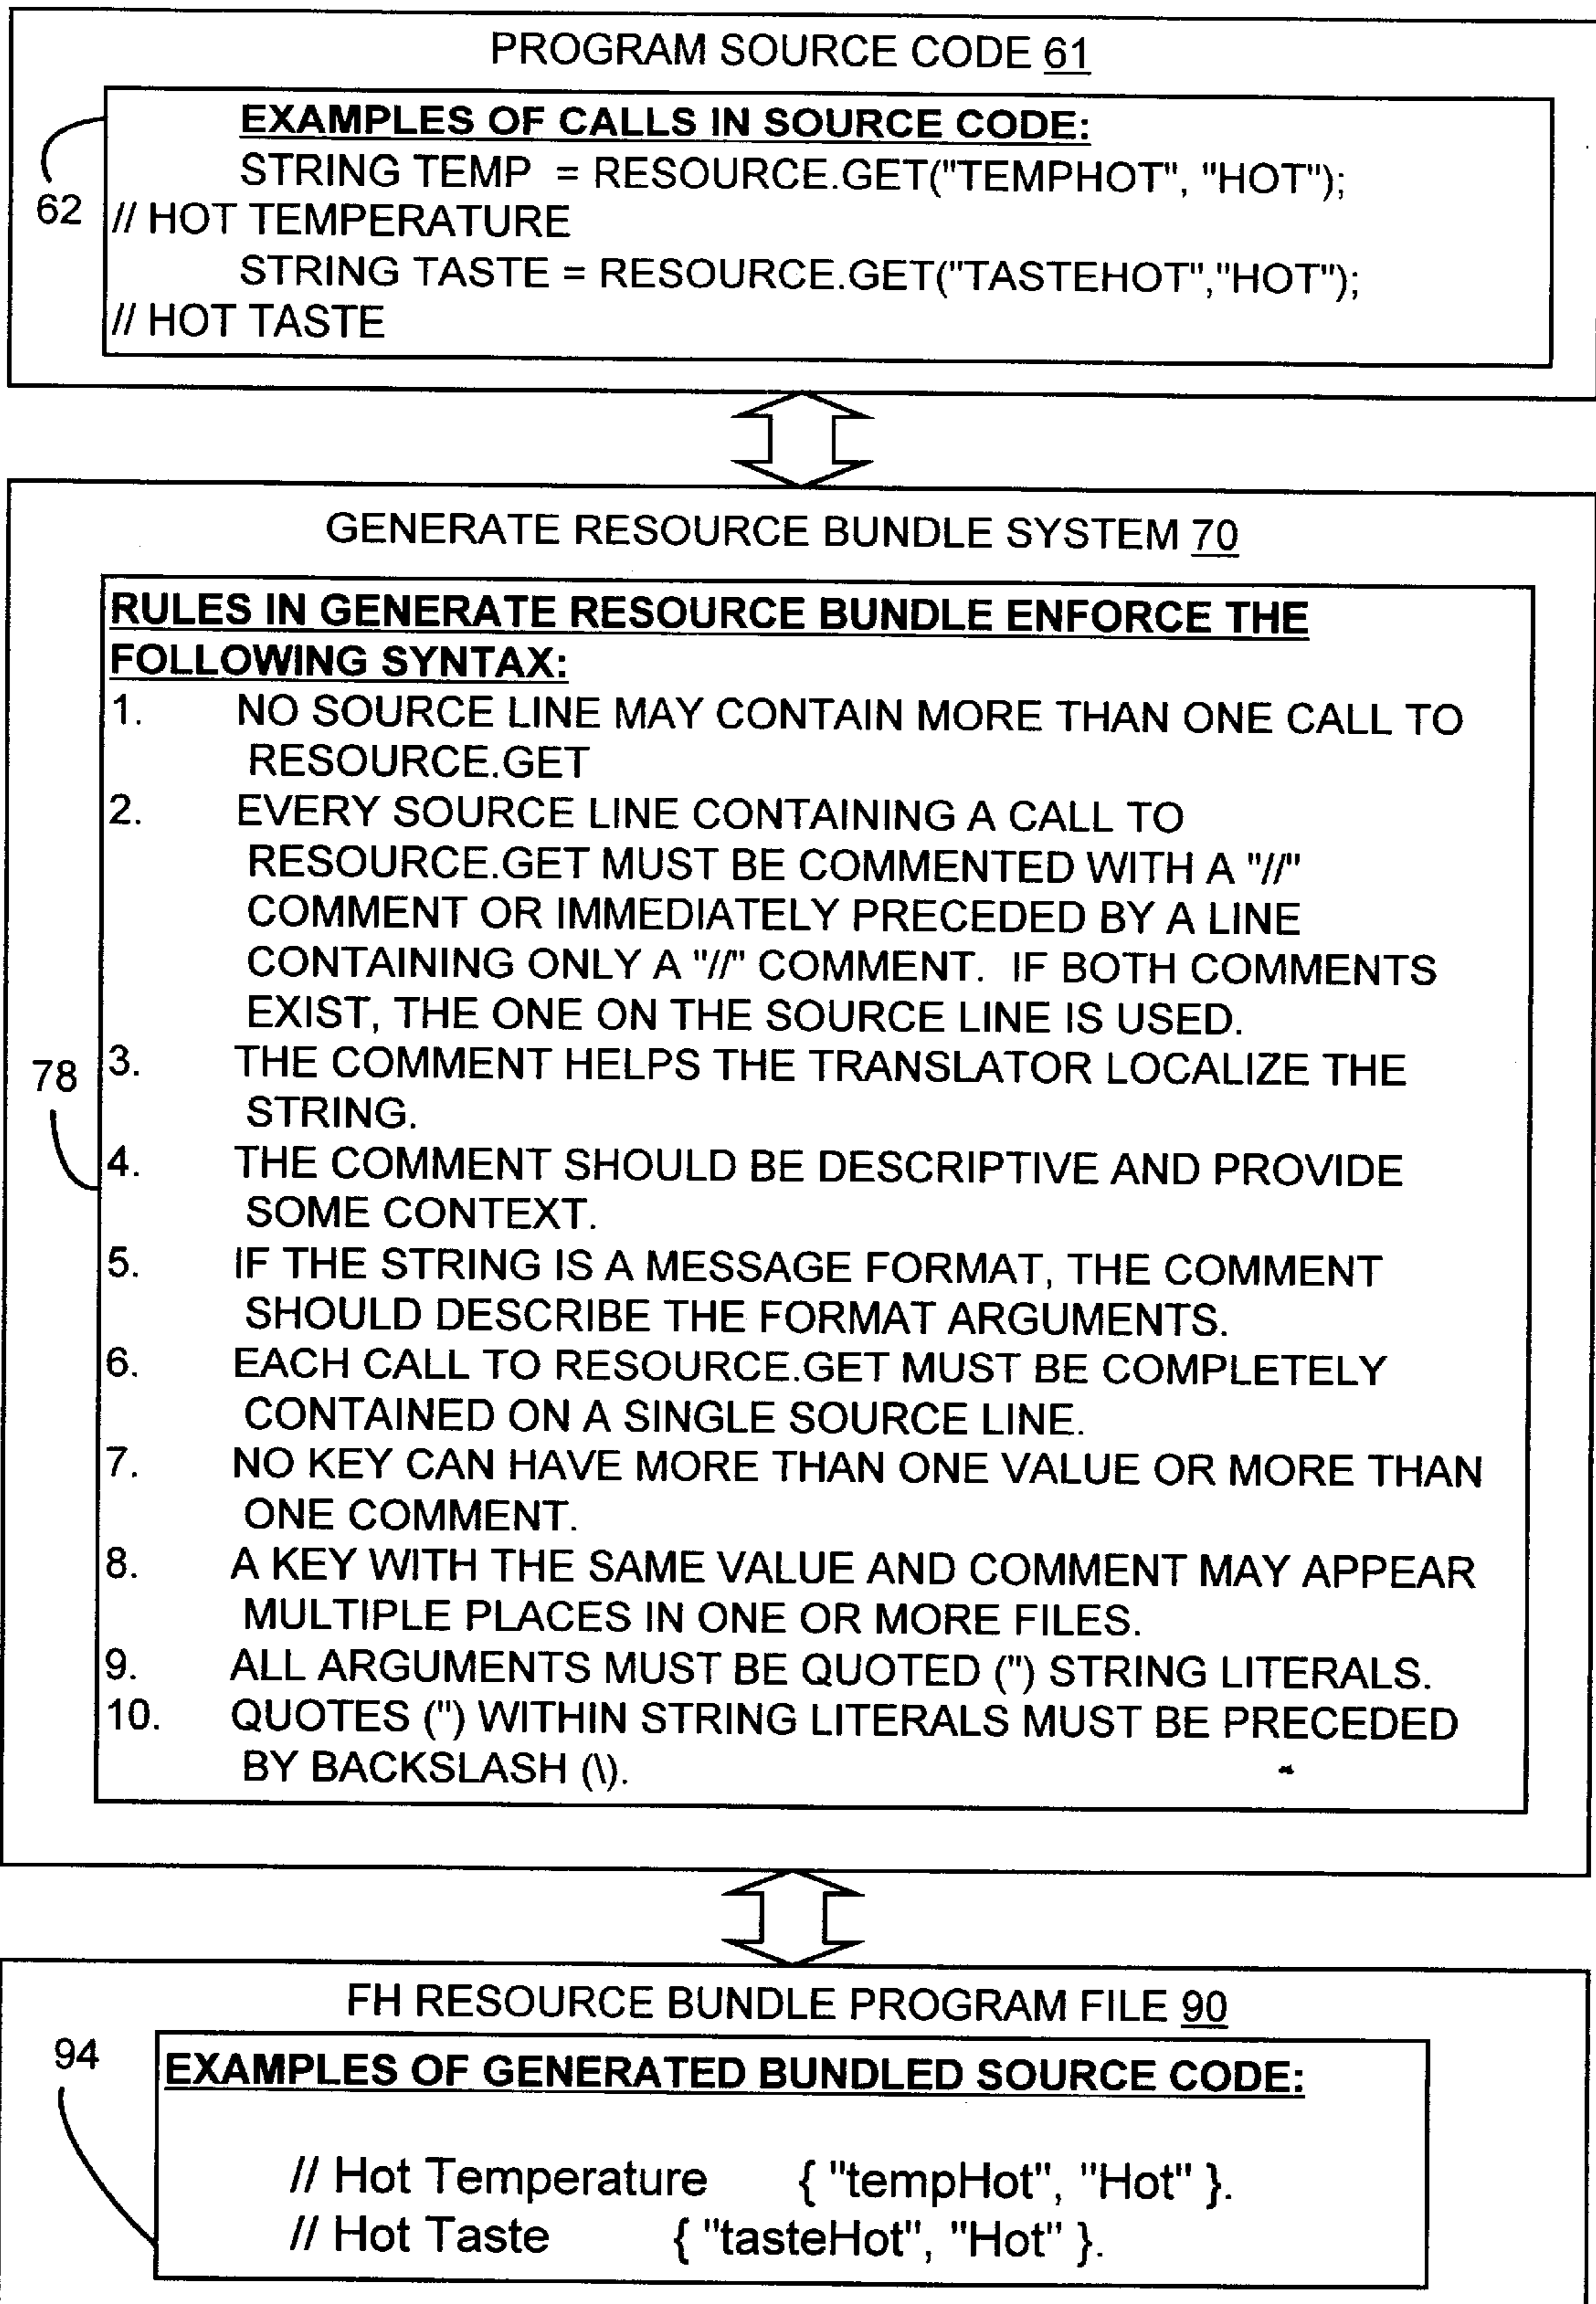 PROGRAM SOURCE CODE 61
EXAMPLES OF CALLS IN SOURCE CODE:
STRING TEMP = RESOURCE.GET("TEMPHOT", "HOT");
62
// HOT TEMPERATURE
STRING TASTE = RESOURCE.GET("TASTEHOT","HOT");
// HOT TASTE
GENERATE RESOURCE BUNDLE SYSTEM 70
RULES IN GENERATE RESOURCE BUNDLE ENFORCE THE
FOLLOWING SYNTAX:
1. NO SOURCE LINE MAY CONTAIN MORE THAN ONE CALL TO
RESOURCE.GET
2. EVERY SOURCE LINE CONTAINING A CALL TO
RESOURCE.GET MUST BE COMMENTED WITH A "//"
COMMENT OR IMMEDIATELY PRECEDED BY A LINE
CONTAINING ONLY A "//" COMMENT. IF BOTH COMMENTS
EXIST, THE ONE ON THE SOURCE LINE IS USED.
78
3. THE COMMENT HELPS THE TRANSLATOR LOCALIZE THE
STRING.
4. THE COMMENT SHOULD BE DESCRIPTIVE AND PROVIDE
SOME CONTEXT.
5. IF THE STRING IS A MESSAGE FORMAT, THE COMMENT
SHOULD DESCRIBE THE FORMAT ARGUMENTS.
6. EACH CALL TO RESOURCE.GET MUST BE COMPLETELY
CONTAINED ON A SINGLE SOURCE LINE.
7. NO KEY CAN HAVE MORE THAN ONE VALUE OR MORE THAN
ONE COMMENT.
8. A KEY WITH THE SAME VALUE AND COMMENT MAY APPEAR
MULTIPLE PLACES IN ONE OR MORE FILES.
9. ALL ARGUMENTS MUST BE QUOTED (") STRING LITERALS.
10. QUOTES (") WITHIN STRING LITERALS MUST BE PRECEDED
BY BACKSLASH (\).
FH RESOURCE BUNDLE PROGRAM FILE 90
94
EXAMPLES OF GENERATED BUNDLED SOURCE CODE:
// Hot Temperature { "tempHot", "Hot" }.
// Hot Taste { "tasteHot", "Hot" }.